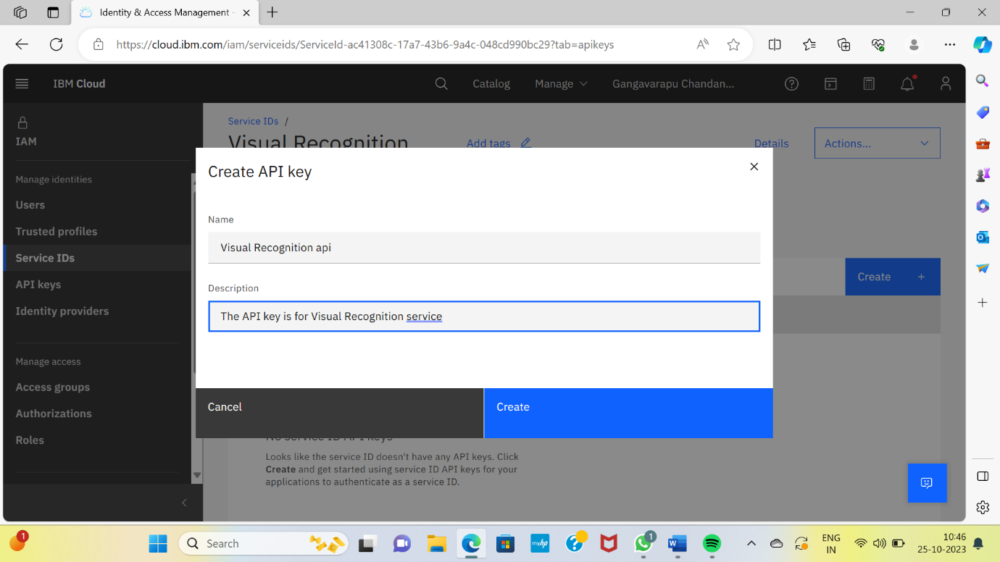 Identity & Access Management -
https://cloud.ibm.com/iam/serviceids/ServiceId-ac41308c-17a7-43b6-9a4c-048cd990bc29?tab=apikeys
IBM Cloud
Catalog
Manage
Gangavarapu Chandan...
IAM
Manage identities
Users
Trusted profiles
Service IDs
API keys
Identity providers
Manage access
Access groups
Authorizations
Roles
Service IDs /
Visual Recognition
Add tags
Details
Actions...
Create +
Create API key
Name
Visual Recognition api
Description
The API key is for Visual Recognition service
Cancel
Create
No service ID API keys
Looks like the service ID doesn't have any API keys. Click
Create and get started using service ID API keys for your
applications to authenticate as a service ID.
1
Search
myhp
1
ENG
IN
10:46
25-10-2023